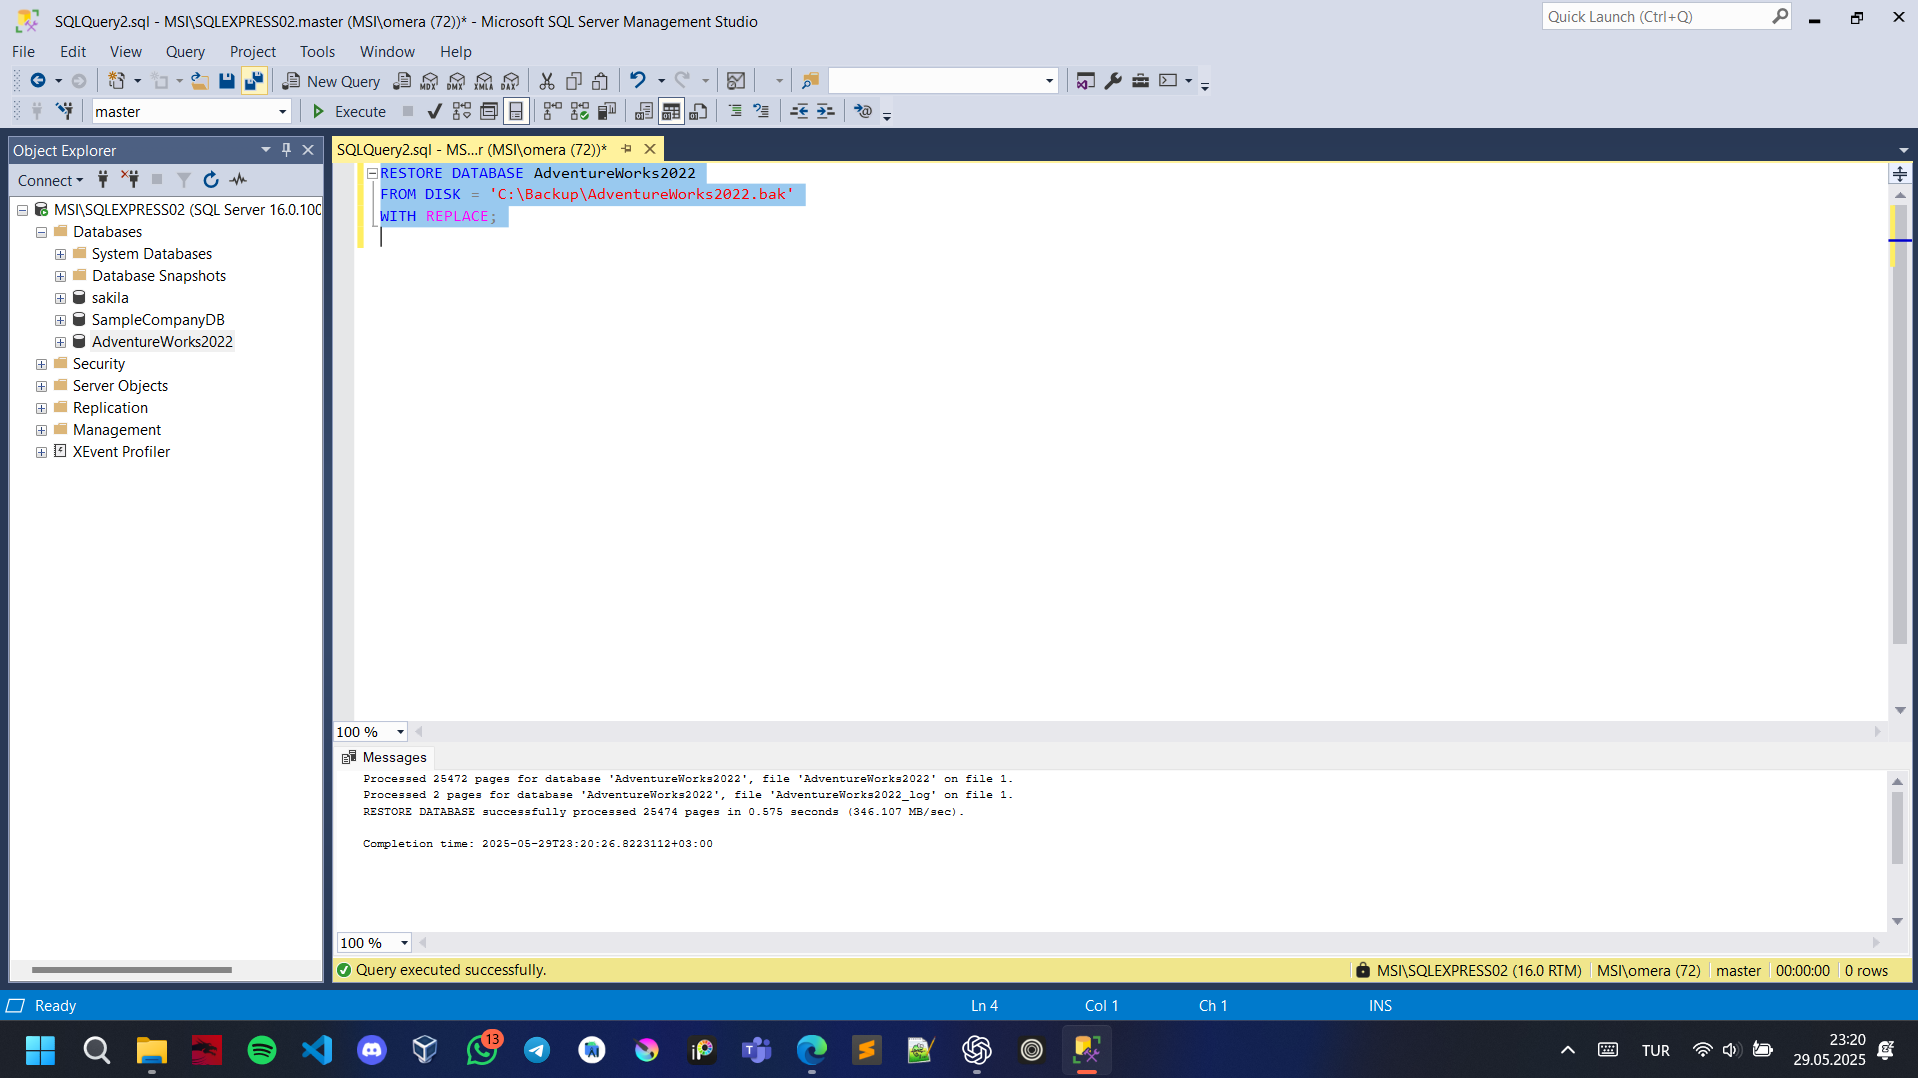 SQLQuery2.sql - MSI\SQLEXPRESS02.master (MSI\omera (72))* - Microsoft SQL Server Management Studio
Quick Launch (Ctrl+Q)
File Edit View Query Project Tools Window Help
New Query MDX DMX XMLA DAX
master Execute
Object Explorer
Connect
MSI\SQLEXPRESS02 (SQL Server 16.0.100
Databases
System Databases
Database Snapshots
sakila
SampleCompanyDB
AdventureWorks2022
Security
Server Objects
Replication
Management
XEvent Profiler
SQLQuery2.sql - MS...r (MSI\omera (72))*
RESTORE DATABASE AdventureWorks2022
FROM DISK = 'C:\Backup\AdventureWorks2022.bak'
WITH REPLACE;
100 %
Messages
Processed 25472 pages for database 'AdventureWorks2022', file 'AdventureWorks2022' on file 1.
Processed 2 pages for database 'AdventureWorks2022', file 'AdventureWorks2022_log' on file 1.
RESTORE DATABASE successfully processed 25474 pages in 0.575 seconds (346.107 MB/sec).
Completion time: 2025-05-29T23:20:26.8223112+03:00
100 %
Query executed successfully. MSI\SQLEXPRESS02 (16.0 RTM) MSI\omera (72) master 00:00:00 0 rows
Ready Ln 4 Col 1 Ch 1 INS
13
TUR
23:20
29.05.2025